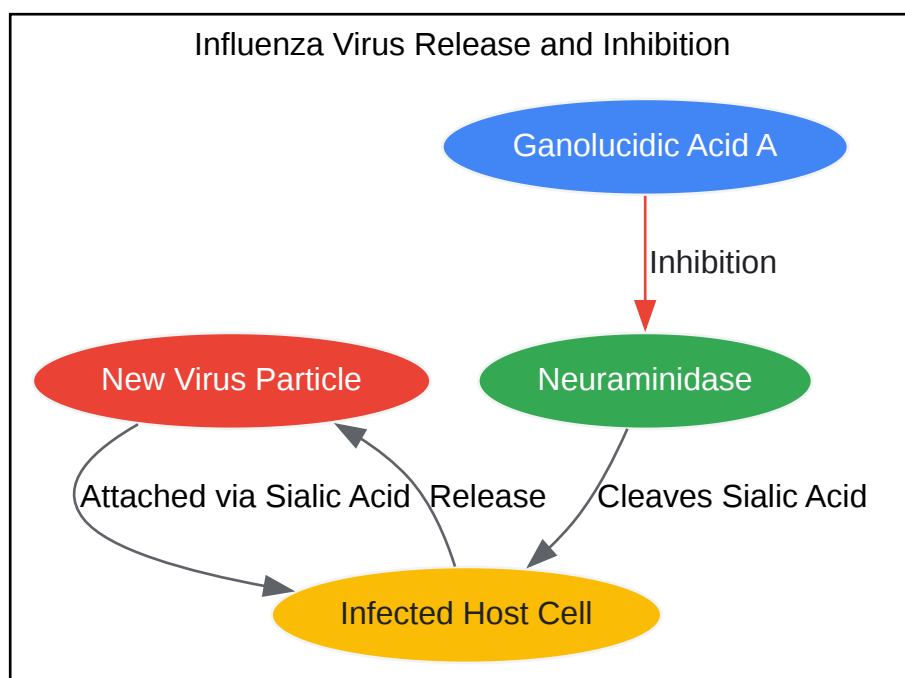 Influenza Virus Release and Inhibition
Ganolucidic Acid A
Inhibition
New Virus Particle
Neuraminidase
Attached via Sialic Acid
Release
Cleaves Sialic Acid
Infected Host Cell